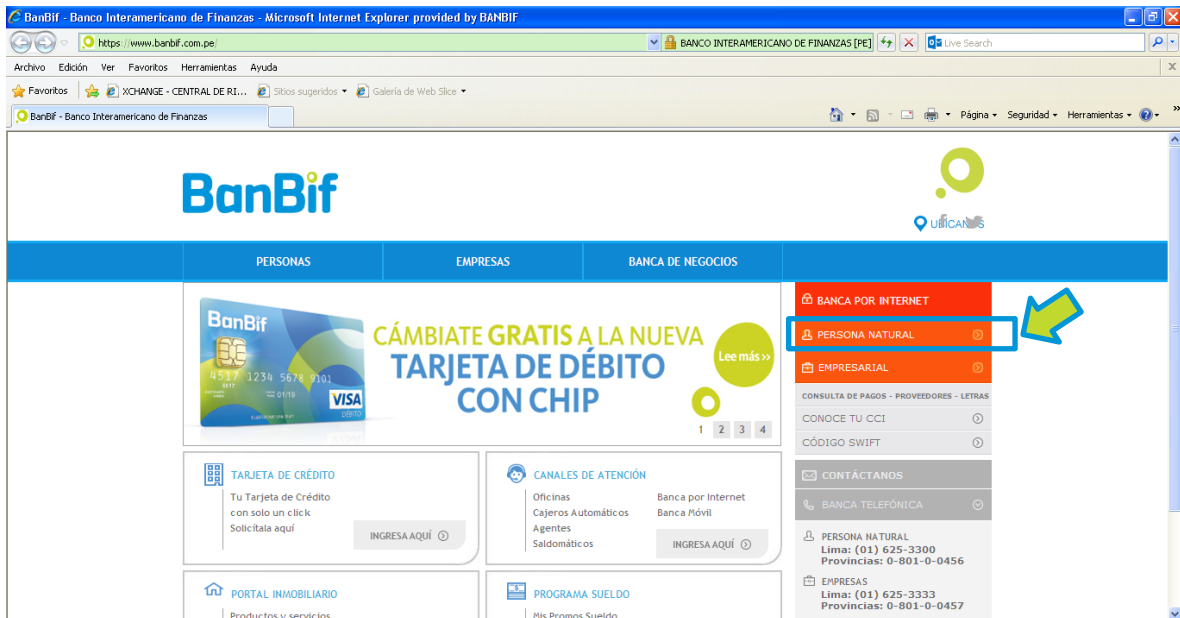 BanBif - Banco Interamericano de Finanzas - Microsoft Internet Explorer provided by BANBIF
https://www.banbif.com.pe/
BANCO INTERAMERICANO DE FINANZAS [PE]
Live Search
Archivo Edición Ver Favoritos Herramientas Ayuda
Favoritos XCHANGE - CENTRAL DE RI... Sitios sugeridos Galería de Web Slice
BanBif - Banco Interamericano de Finanzas
Página Seguridad Herramientas
BanBif
PERSONAS EMPRESAS BANCA DE NEGOCIOS
BanBif
4517 1234 5678 9101
4517
01/19
VISA
DÉBITO
CÁMBIATE GRATIS A LA NUEVA
TARJETA DE DÉBITO
CON CHIP
Lee más >>
1 2 3 4
BANCA POR INTERNET
PERSONA NATURAL
EMPRESARIAL
CONSULTA DE PAGOS - PROVEEDORES - LETRAS
CONOCE TU CCI
CÓDIGO SWIFT
CONTÁCTANOS
BANCA TELEFÓNICA
PERSONA NATURAL
Lima: (01) 625-3300
Provincias: 0-801-0-0456
EMPRESAS
Lima: (01) 625-3333
Provincias: 0-801-0-0457
TARJETA DE CRÉDITO
Tu Tarjeta de Crédito
con solo un click
Solicítala aquí
INGRESA AQUÍ
CANALES DE ATENCIÓN
Oficinas
Cajeros Automáticos
Agentes
Saldomáticos
Banca por Internet
Banca Móvil
INGRESA AQUÍ
PORTAL INMOBILIARIO
Productos y servicios
PROGRAMA SUELDO
Mis Promos Sueldo